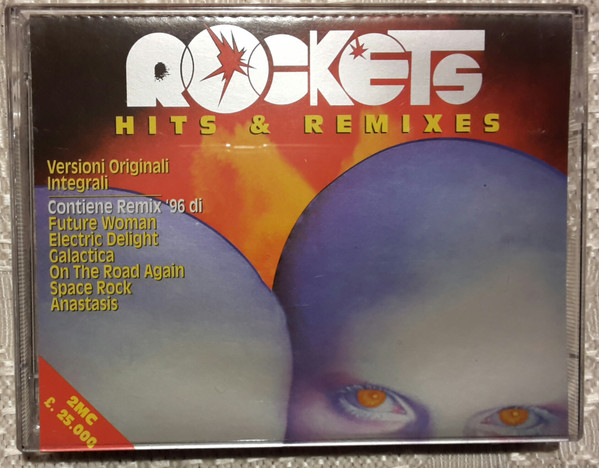 ROCKETS
HITS & REMIXES
Versioni Originali
Integrali
Contiene Remix '96 di
Future Woman
Electric Delight
Galactica
On The Road Again
Space Rock
Anastasis
2MC
£. 25.000